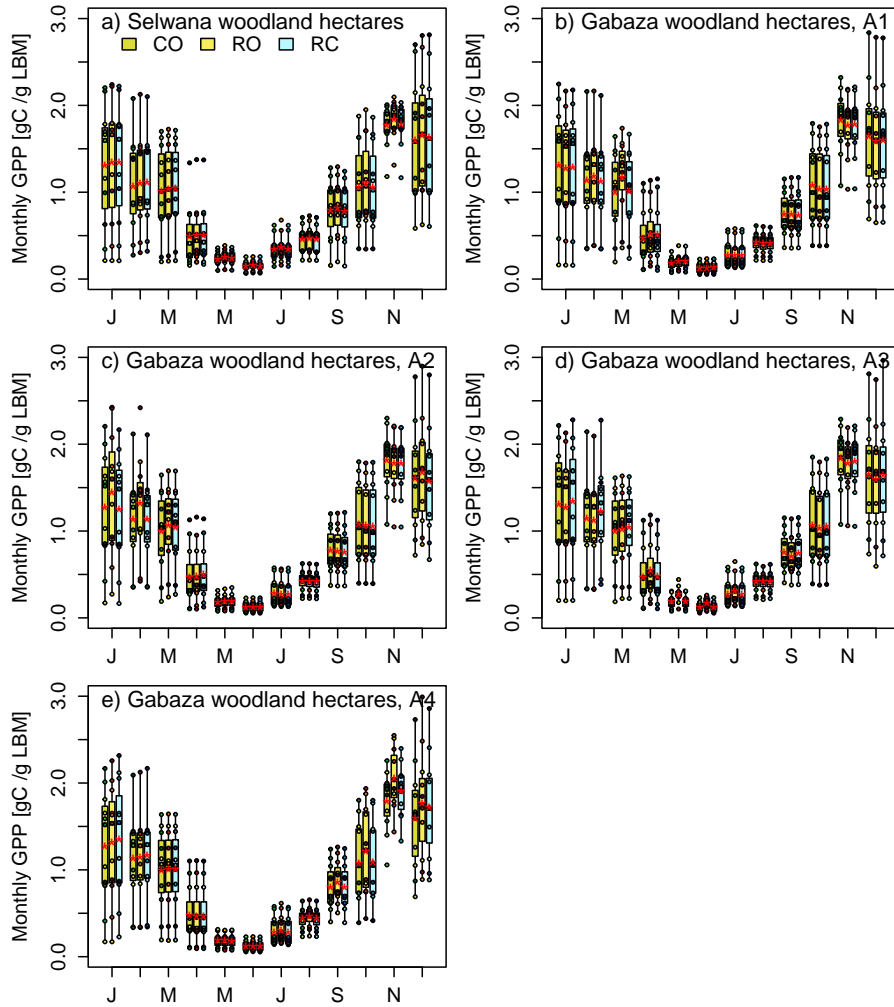 a) Selwana woodland hectares
CO RO RC
Monthly GPP [gC /g LBM]
0.0 1.0 2.0 3.0
J M M J S N
b) Gabaza woodland hectares, A1
Monthly GPP [gC /g LBM]
0.0 1.0 2.0 3.0
J M M J S N
c) Gabaza woodland hectares, A2
Monthly GPP [gC /g LBM]
0.0 1.0 2.0 3.0
J M M J S N
d) Gabaza woodland hectares, A3
Monthly GPP [gC /g LBM]
0.0 1.0 2.0 3.0
J M M J S N
e) Gabaza woodland hectares, A4
Monthly GPP [gC /g LBM]
0.0 1.0 2.0 3.0
J M M J S N